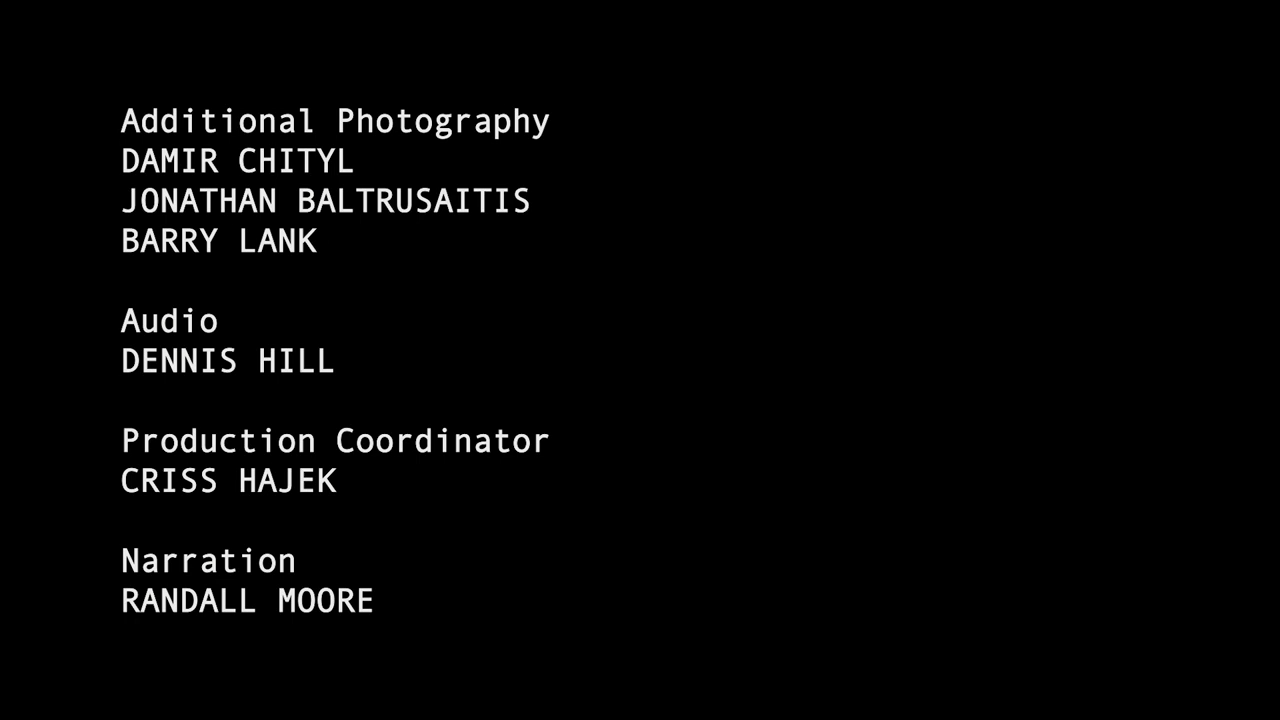 Additional Photography
DAMIR CHITYL
JONATHAN BALTRUSAITIS
BARRY LANK
Audio
DENNIS HILL
Production Coordinator
CRISS HAJEK
Narration
RANDALL MOORE